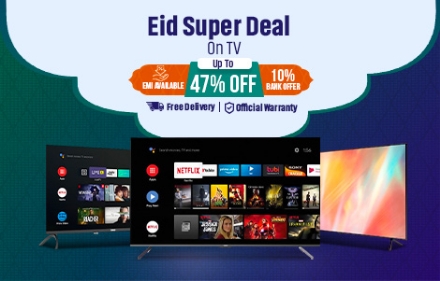 Eid Super Deal
On TV
Up To
EMI AVAILABLE
47% OFF
10%
BANK OFFER
Free Delivery | Official Warranty
NETFLIX